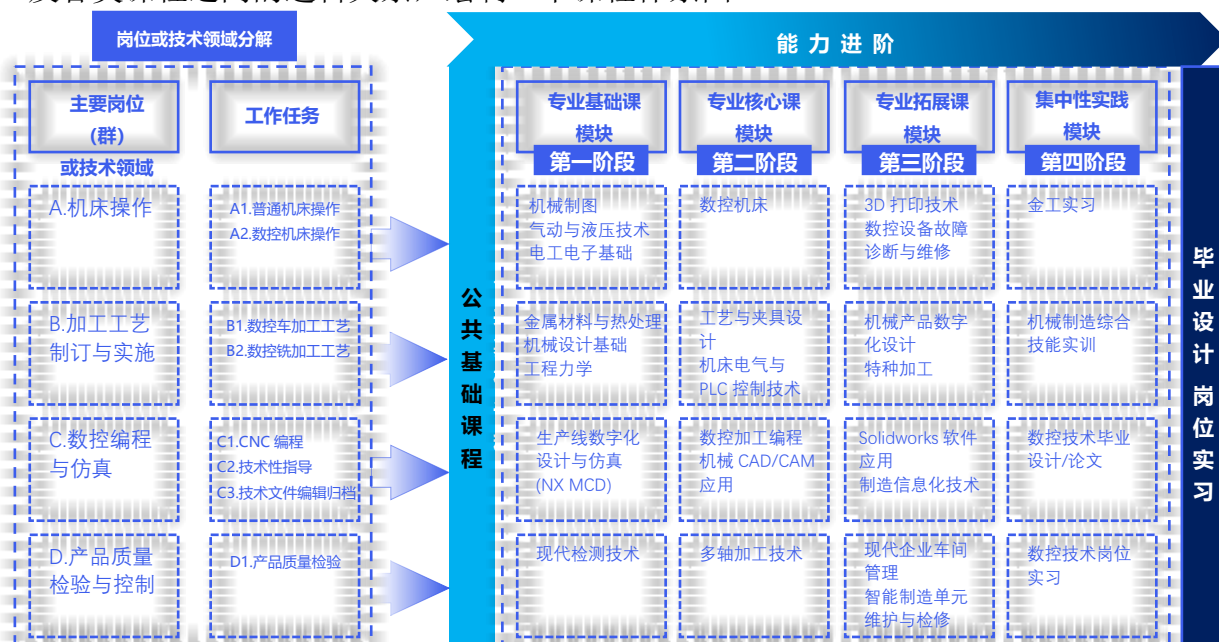 岗位或技术领域分解
能力进阶
主要岗位
(群)
或技术领域
工作任务
专业基础课
模块
第一阶段
专业核心课
模块
第二阶段
专业拓展课
模块
第三阶段
集中性实践
模块
第四阶段
A.机床操作
A1.普通机床操作
A2.数控机床操作
机械制图
气动与液压技术
电工电子基础
数控机床
3D 打印技术
数控设备故障
诊断与维修
金工实习
B.加工工艺
制订与实施
B1.数控车加工工艺
B2.数控铣加工工艺
金属材料与热处理
机械设计基础
工程力学
工艺与夹具设
计
机床电气与
PLC 控制技术
机械产品数字
化设计
特种加工
机械制造综合
技能实训
C.数控编程
与仿真
C1.CNC 编程
C2.技术性指导
C3.技术文件编辑归档
生产线数字化
设计与仿真
(NX MCD)
数控加工编程
机械 CAD/CAM
应用
Solidworks 软件
应用
制造信息化技术
数控技术毕业
设计/论文
D.产品质量
检验与控制
D1.产品质量检验
现代检测技术
多轴加工技术
现代企业车间
管理
智能制造单元
维护与检修
数控技术岗位
实习
公共基础课程
毕业设计 岗位实习